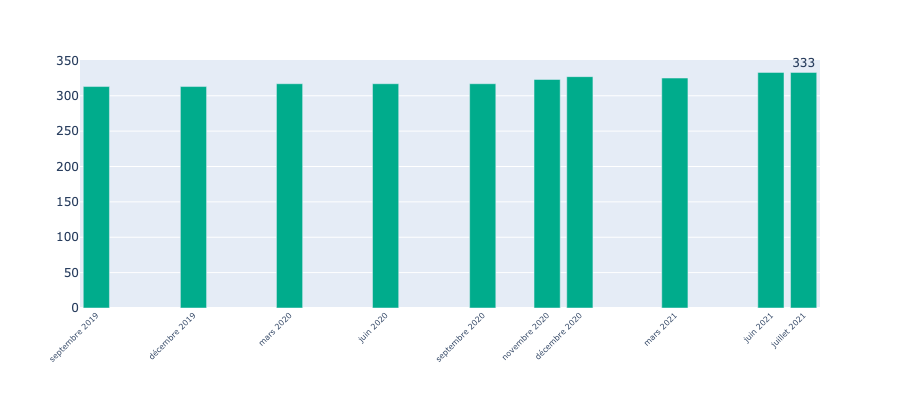 350
333
300
250
200
150
100
50
0
septembre 2019
décembre 2019
mars 2020
juin 2020
septembre 2020
novembre 2020
décembre 2020
mars 2021
juin 2021
juillet 2021